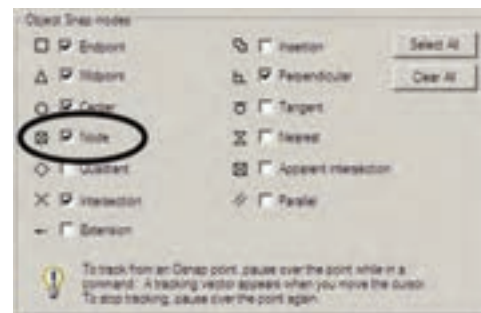 Object Snap modes
Endpoint
Midpoint
Center
Node
Quadrant
Intersection
Extension
Insertion
Perpendicular
Tangent
Nearest
Apparent intersection
Parallel
Select All
Clear All
To track from an Osnap point, pause over the point while in a
command. A tracking vector appears when you move the cursor.
To stop tracking, pause over the point again.